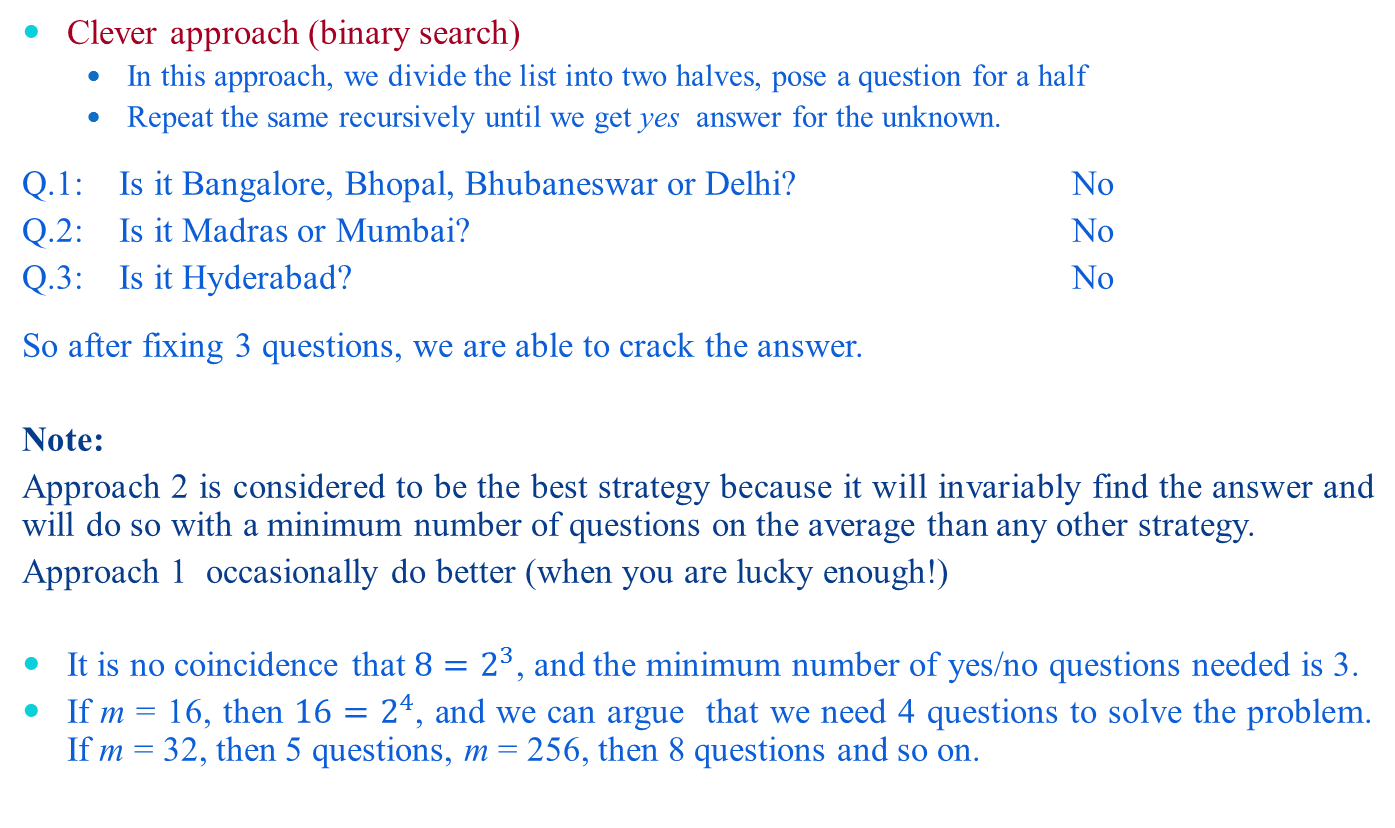 • Clever approach (binary search)
• In this approach, we divide the list into two halves, pose a question for a half
• Repeat the same recursively until we get yes answer for the unknown.
Q.1: Is it Bangalore, Bhopal, Bhubaneswar or Delhi? No
Q.2: Is it Madras or Mumbai? No
Q.3: Is it Hyderabad? No
So after fixing 3 questions, we are able to crack the answer.
Note:
Approach 2 is considered to be the best strategy because it will invariably find the answer and
will do so with a minimum number of questions on the average than any other strategy.
Approach 1 occasionally do better (when you are lucky enough!)
• It is no coincidence that 8 = 2³, and the minimum number of yes/no questions needed is 3.
• If m = 16, then 16 = 2⁴, and we can argue that we need 4 questions to solve the problem.
If m = 32, then 5 questions, m = 256, then 8 questions and so on.